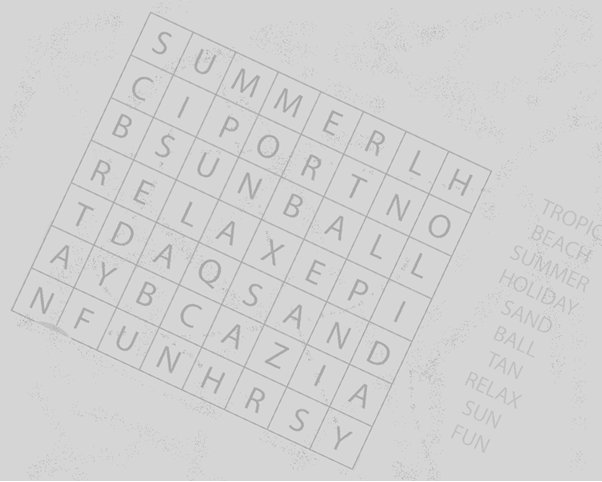 S U M M E R L H
C I P O R T N O
B S U N B A L L
R E L A X E P I
T D A Q S A N D
A Y B C A Z I A
N F U N H R S Y
TROPIC
BEACH
SUMMER
HOLIDAY
SAND
BALL
TAN
RELAX
SUN
FUN